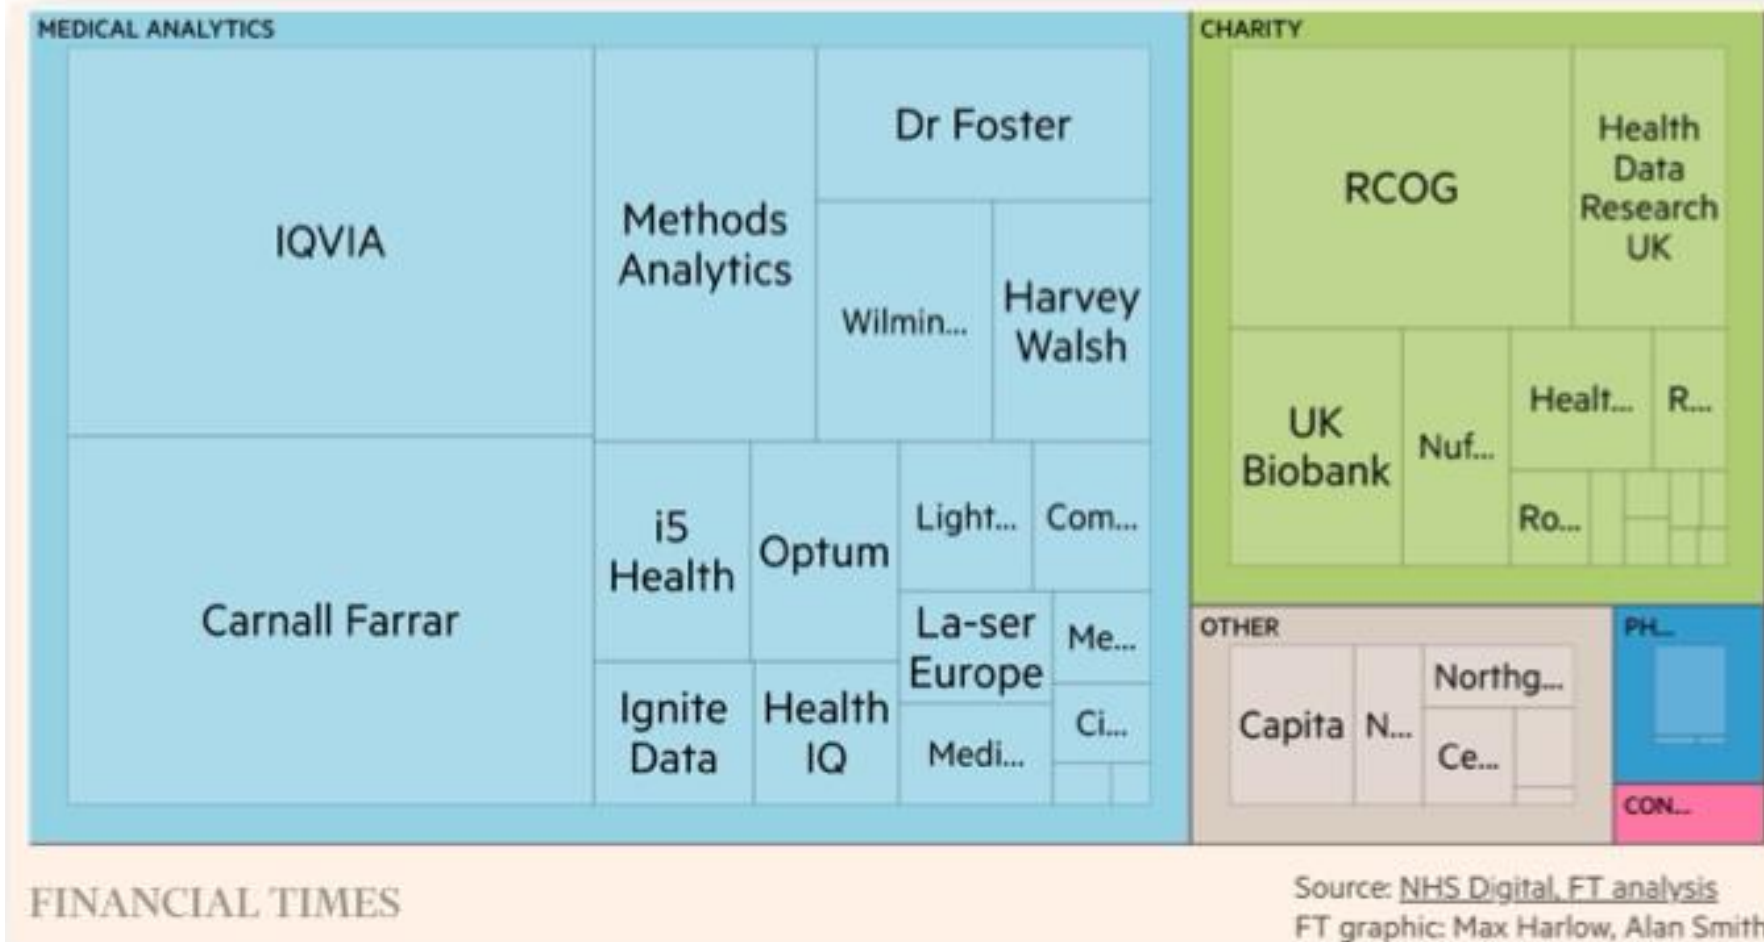 MEDICAL ANALYTICS
IQVIA
Carnall Farrar
Methods
Analytics
Dr Foster
Wilmin...
Harvey
Walsh
i5
Health
Optum
Light...
Com...
Ignite
Data
Health
IQ
La-ser
Europe
Me...
Medi...
Ci...
CHARITY
RCOG
Health
Data
Research
UK
UK
Biobank
Nuf...
Healt...
R...
Ro...
OTHER
Capita
N...
Northg...
Ce...
PH...
CON...
FINANCIAL TIMES
Source: NHS Digital, FT analysis
FT graphic: Max Harlow, Alan Smith